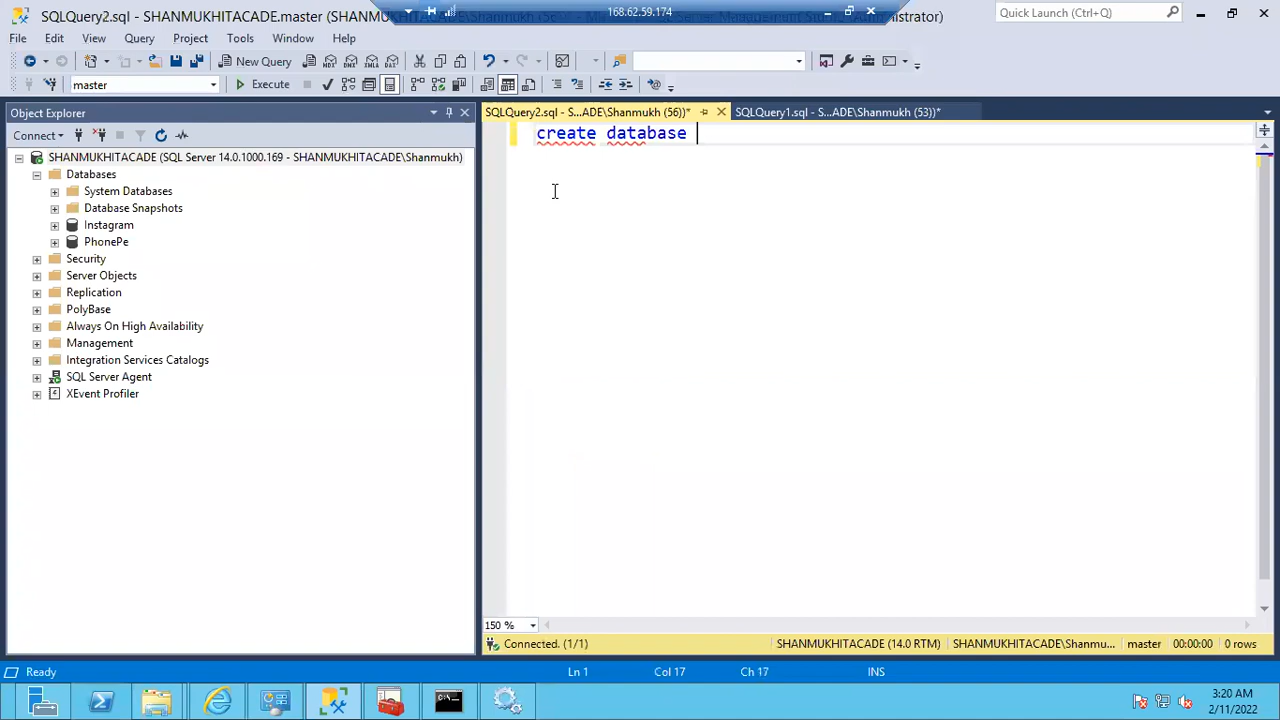 SQLQuery2.sql - SHANMUKHITACADE.master (SHANMUKHITACADE\Shanmukh
168.62.59.174
Quick Launch (Ctrl+Q)
File Edit View Query Project Tools Window Help
New Query
master
Execute
Object Explorer
Connect
SHANMUKHITACADE (SQL Server 14.0.1000.169 - SHANMUKHITACADE\Shanmukh)
Databases
System Databases
Database Snapshots
Instagram
PhonePe
Security
Server Objects
Replication
PolyBase
Always On High Availability
Management
Integration Services Catalogs
SQL Server Agent
XEvent Profiler
SQLQuery2.sql - S...ADE\Shanmukh (56))*
SQLQuery1.sql - S...ADE\Shanmukh (53))*
create database
150 %
Connected. (1/1)
SHANMUKHITACADE (14.0 RTM)
SHANMUKHITACADE\Shanmu...
master
00:00:00
0 rows
Ready
Ln 1
Col 17
Ch 17
INS
3:20 AM
2/11/2022